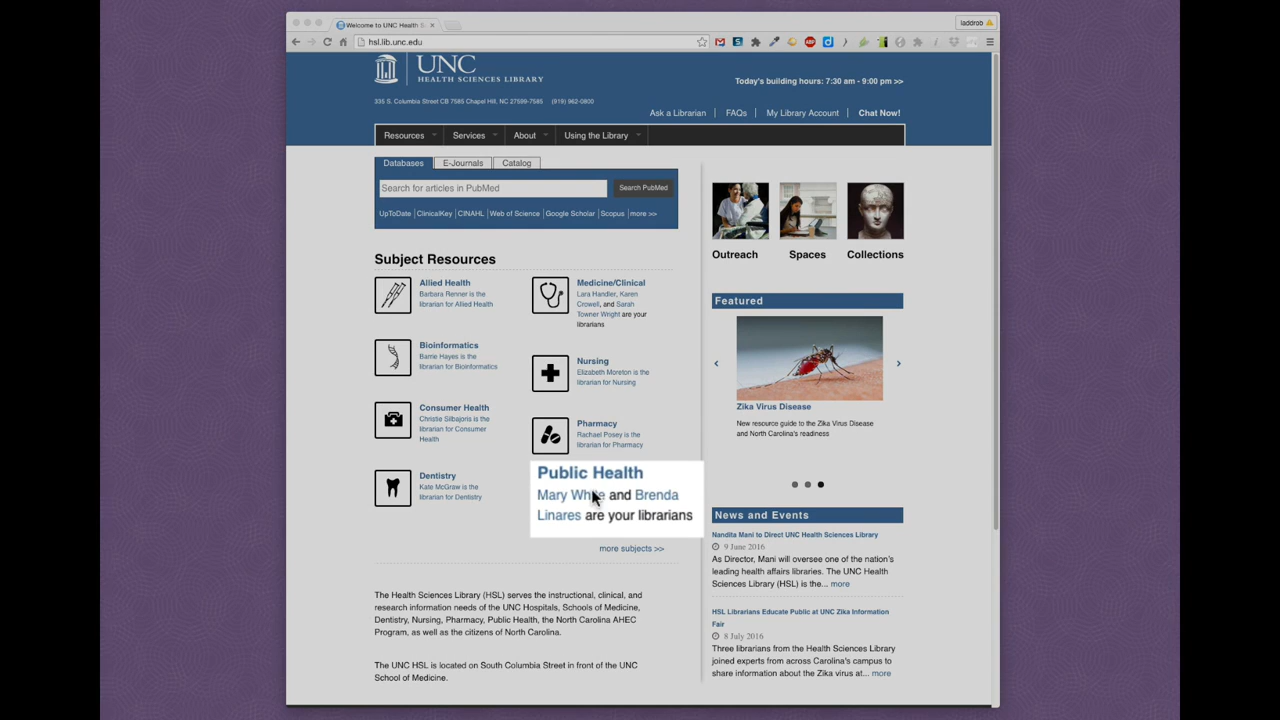 Welcome to UNC Health S
laddrob
hsl.lib.unc.edu
UNC
HEALTH SCIENCES LIBRARY
Today's building hours: 7:30 am - 9:00 pm >>
335 S. Columbia Street CB 7585 Chapel Hill, NC 27599-7585 (919) 962-0800
Ask a Librarian | FAQs | My Library Account | Chat Now!
Resources Services About Using the Library
Databases E-Journals Catalog
Search for articles in PubMed Search PubMed
UpToDate | ClinicalKey | CINAHL | Web of Science | Google Scholar | Scopus | more >>
Subject Resources
Allied Health
Barbara Renner is the
librarian for Allied Health
Medicine/Clinical
Lara Handler, Karen
Crowell, and Sarah
Towner Wright are your
librarians
Bioinformatics
Barrie Hayes is the
librarian for Bioinformatics
Nursing
Elizabeth Moreton is the
librarian for Nursing
Consumer Health
Christie Silbajoris is the
librarian for Consumer
Health
Pharmacy
Rachael Posey is the
librarian for Pharmacy
Dentistry
Kate McGraw is the
librarian for Dentistry
Public Health
Mary White and Brenda
Linares are your librarians
more subjects >>
The Health Sciences Library (HSL) serves the instructional, clinical, and
research information needs of the UNC Hospitals, Schools of Medicine,
Dentistry, Nursing, Pharmacy, Public Health, the North Carolina AHEC
Program, as well as the citizens of North Carolina.
The UNC HSL is located on South Columbia Street in front of the UNC
School of Medicine.
Outreach Spaces Collections
Featured
Zika Virus Disease
New resource guide to the Zika Virus Disease
and North Carolina's readiness
News and Events
Nandita Mani to Direct UNC Health Sciences Library
9 June 2016
As Director, Mani will oversee one of the nation's
leading health affairs libraries. The UNC Health
Sciences Library (HSL) is the... more
HSL Librarians Educate Public at UNC Zika Information
Fair
8 July 2016
Three librarians from the Health Sciences Library
joined experts from across Carolina's campus to
share information about the Zika virus at... more